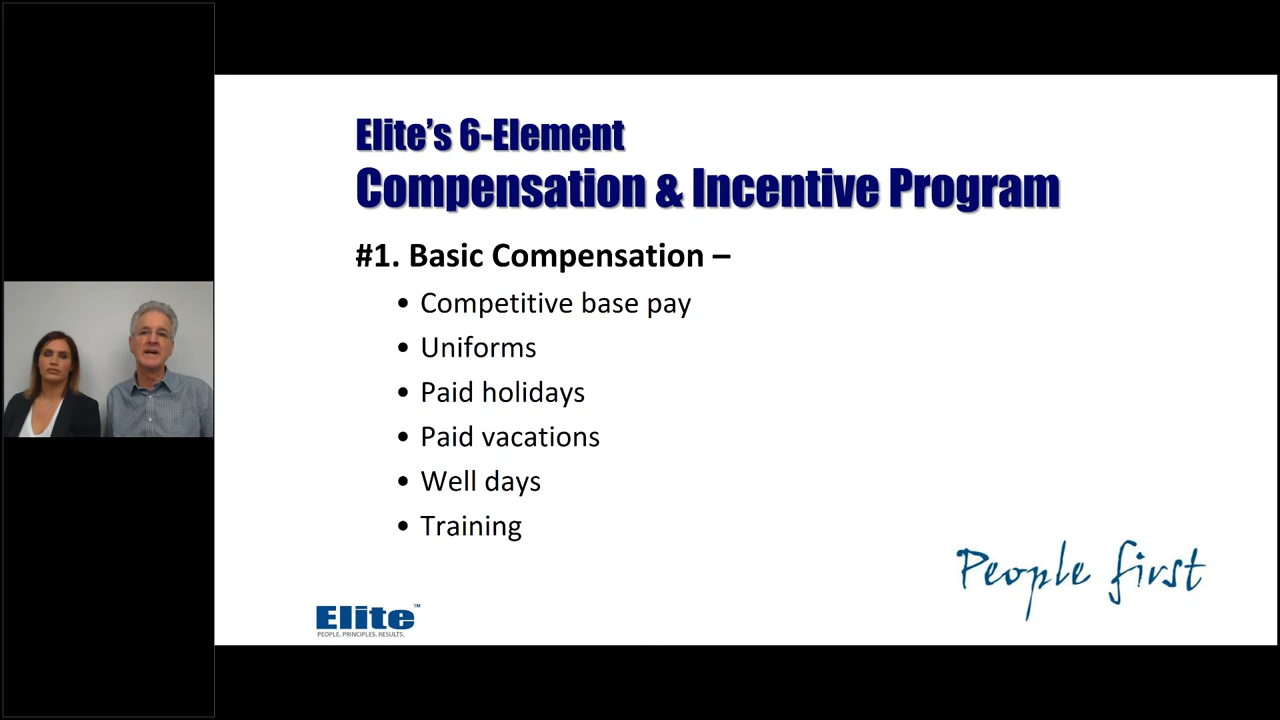 Elite's 6-Element
Compensation & Incentive Program
#1. Basic Compensation –
• Competitive base pay
• Uniforms
• Paid holidays
• Paid vacations
• Well days
• Training
People first
Elite™
PEOPLE. PRINCIPLES. RESULTS.